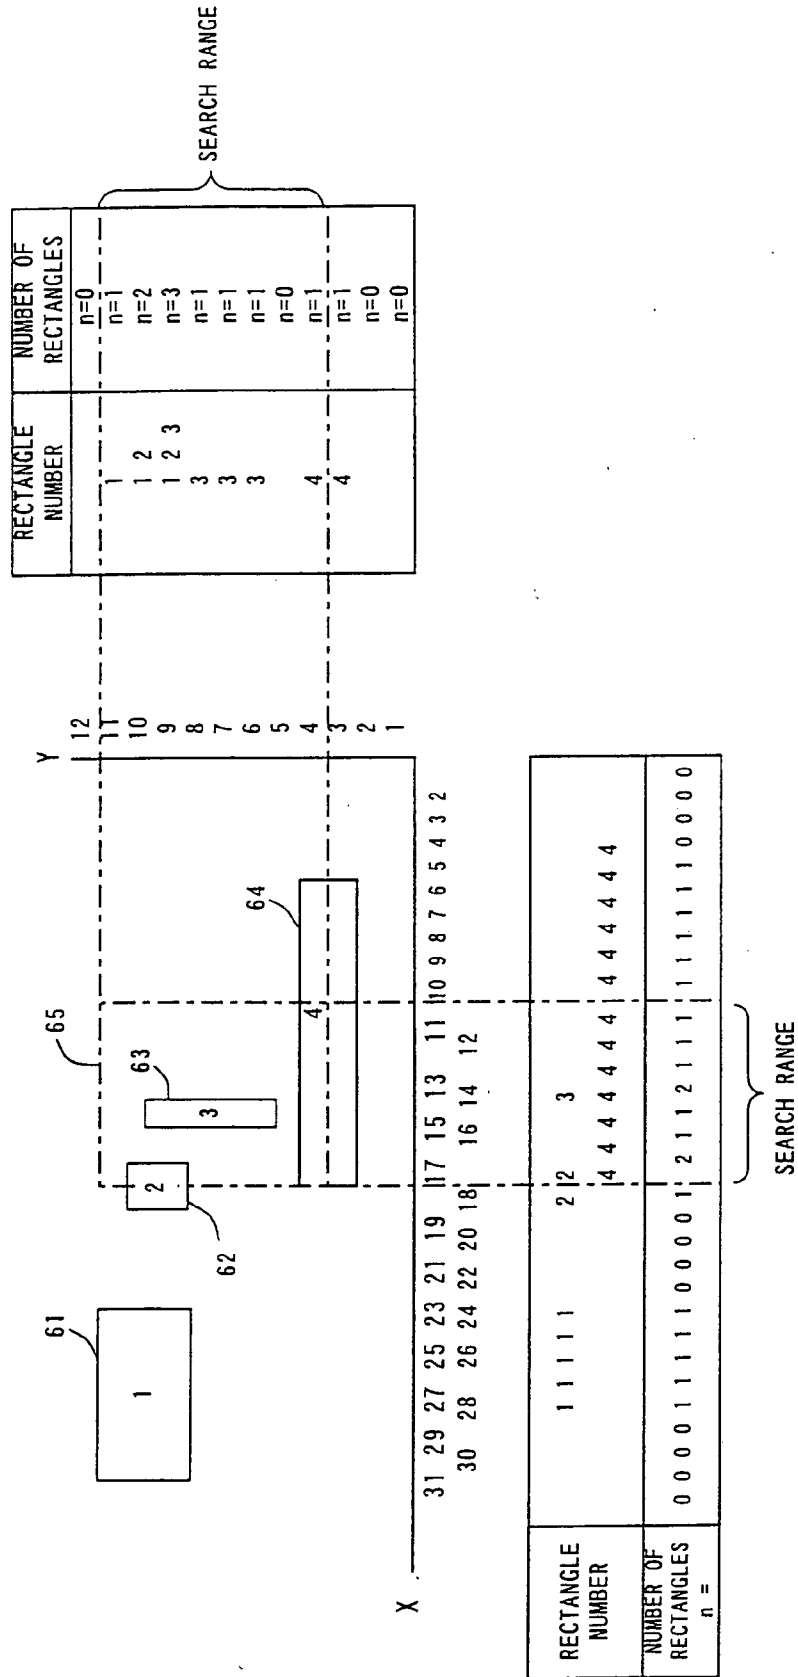 RECTANGLE NUMBER
NUMBER OF RECTANGLES
n=0
1 n=1
1 2 n=2
1 2 3 n=3
3 n=1
3 n=1
3 n=1
n=0
4 n=1
4 n=1
n=0
n=0
SEARCH RANGE
Y
12
11
10
9
8
7
6
5
4
3
2
1
61
62
63
64
65
1
2
3
4
X
31 29 27 25 23 21 19 17 15 13 11 10 9 8 7 6 5 4 3 2
30 28 26 24 22 20 18 16 14 12
RECTANGLE NUMBER
1 1 1 1 1 2 2 3
4 4 4 4 4 4 4 4 4 4 4 4 4
NUMBER OF RECTANGLES n =
0 0 0 0 1 1 1 1 1 0 0 0 0 1 2 1 1 2 1 1 1 1 1 1 1 1 0 0 0 0
SEARCH RANGE